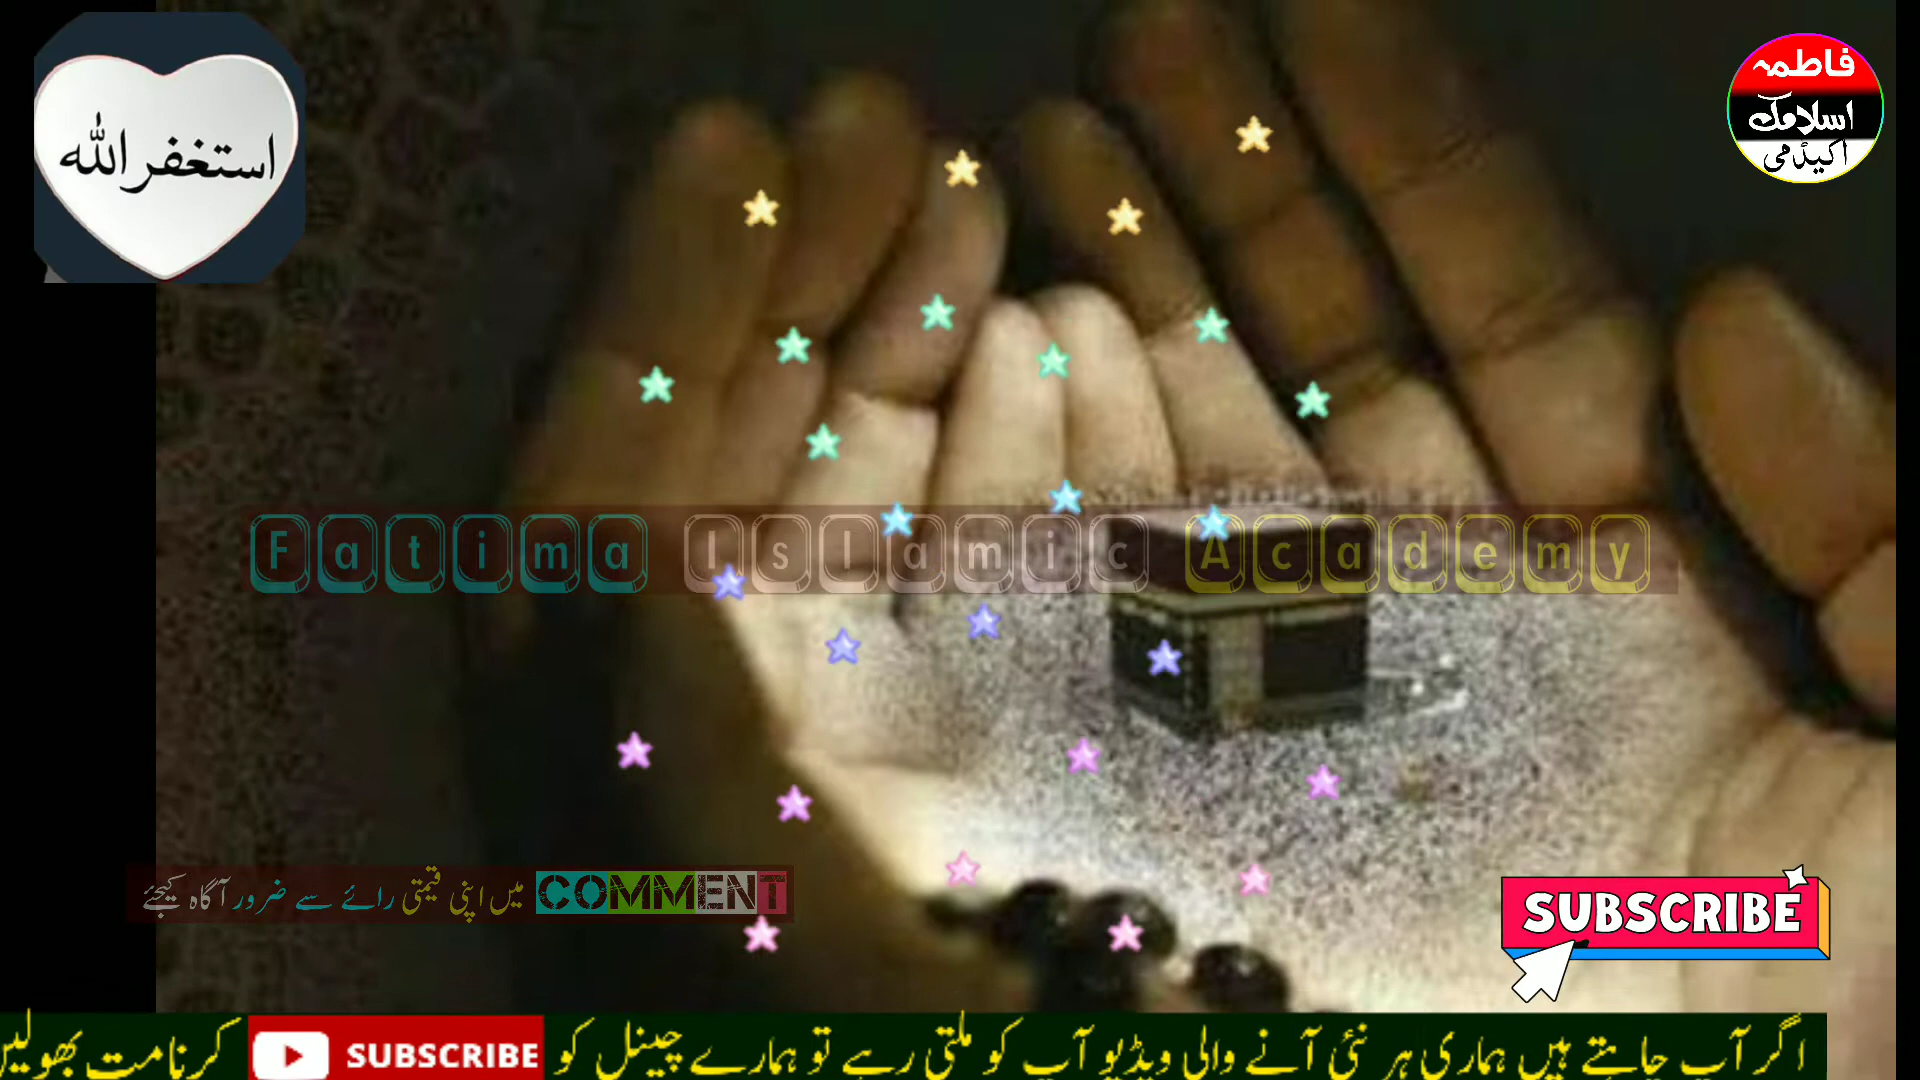 استغفر الله
فاطمہ
اسلامک
اکیڈمی
Fatima Islamic Academy
COMMENT میں اپنی قیمتی رائے سے ضرور آگاہ کیجئے
SUBSCRIBE
اگر آپ چاہتے ہیں ہماری ہر نئی آنے والی ویڈیو آپ کو ملتی رہے تو ہمارے چینل کو SUBSCRIBE کرنا مت بھولیں